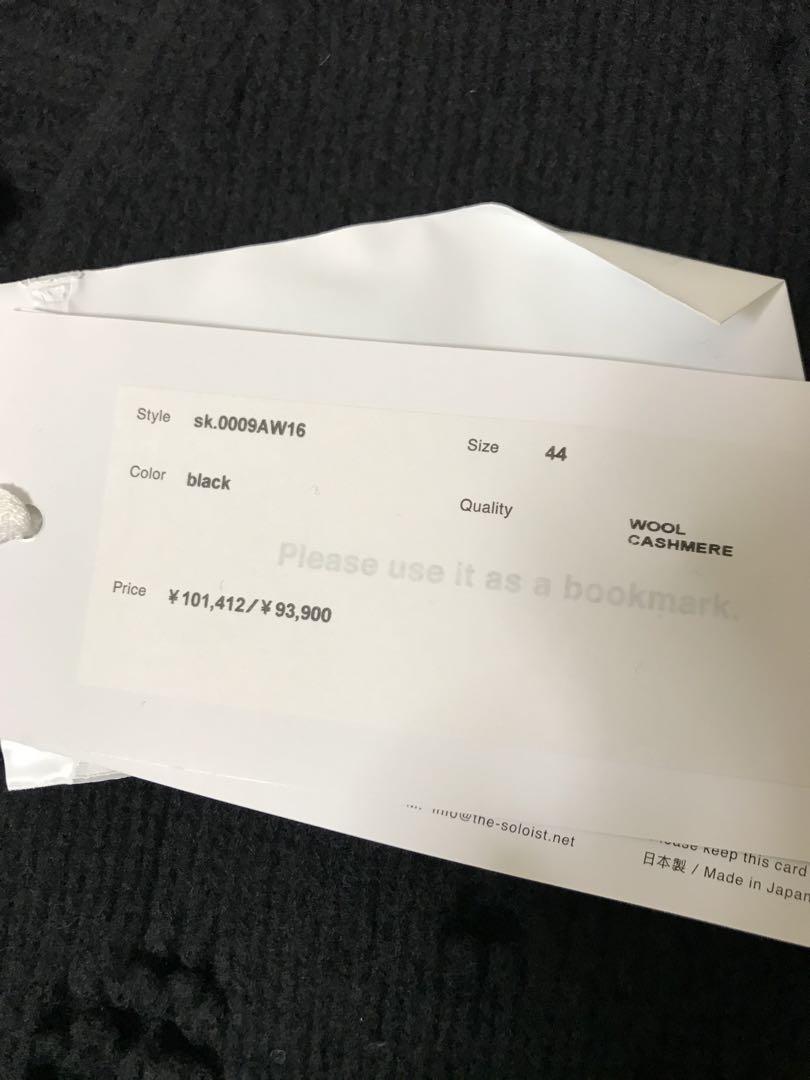 Style sk.0009AW16
Size 44
Color black
Quality WOOL
CASHMERE
Please use it as a bookmark.
Price ¥101,412/¥93,900
info@the-soloist.net
keep this card
日本製 / Made in Japan